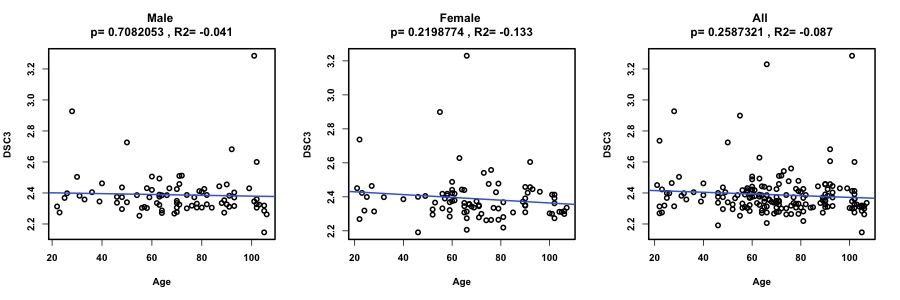 Male
p= 0.7082053 , R2= -0.041
DSC3
3.2
3.0
2.8
2.6
2.4
2.2
20 40 60 80 100
Age
Female
p= 0.2198774 , R2= -0.133
DSC3
3.2
3.0
2.8
2.6
2.4
2.2
20 40 60 80 100
Age
All
p= 0.2587321 , R2= -0.087
DSC3
3.2
3.0
2.8
2.6
2.4
2.2
20 40 60 80 100
Age